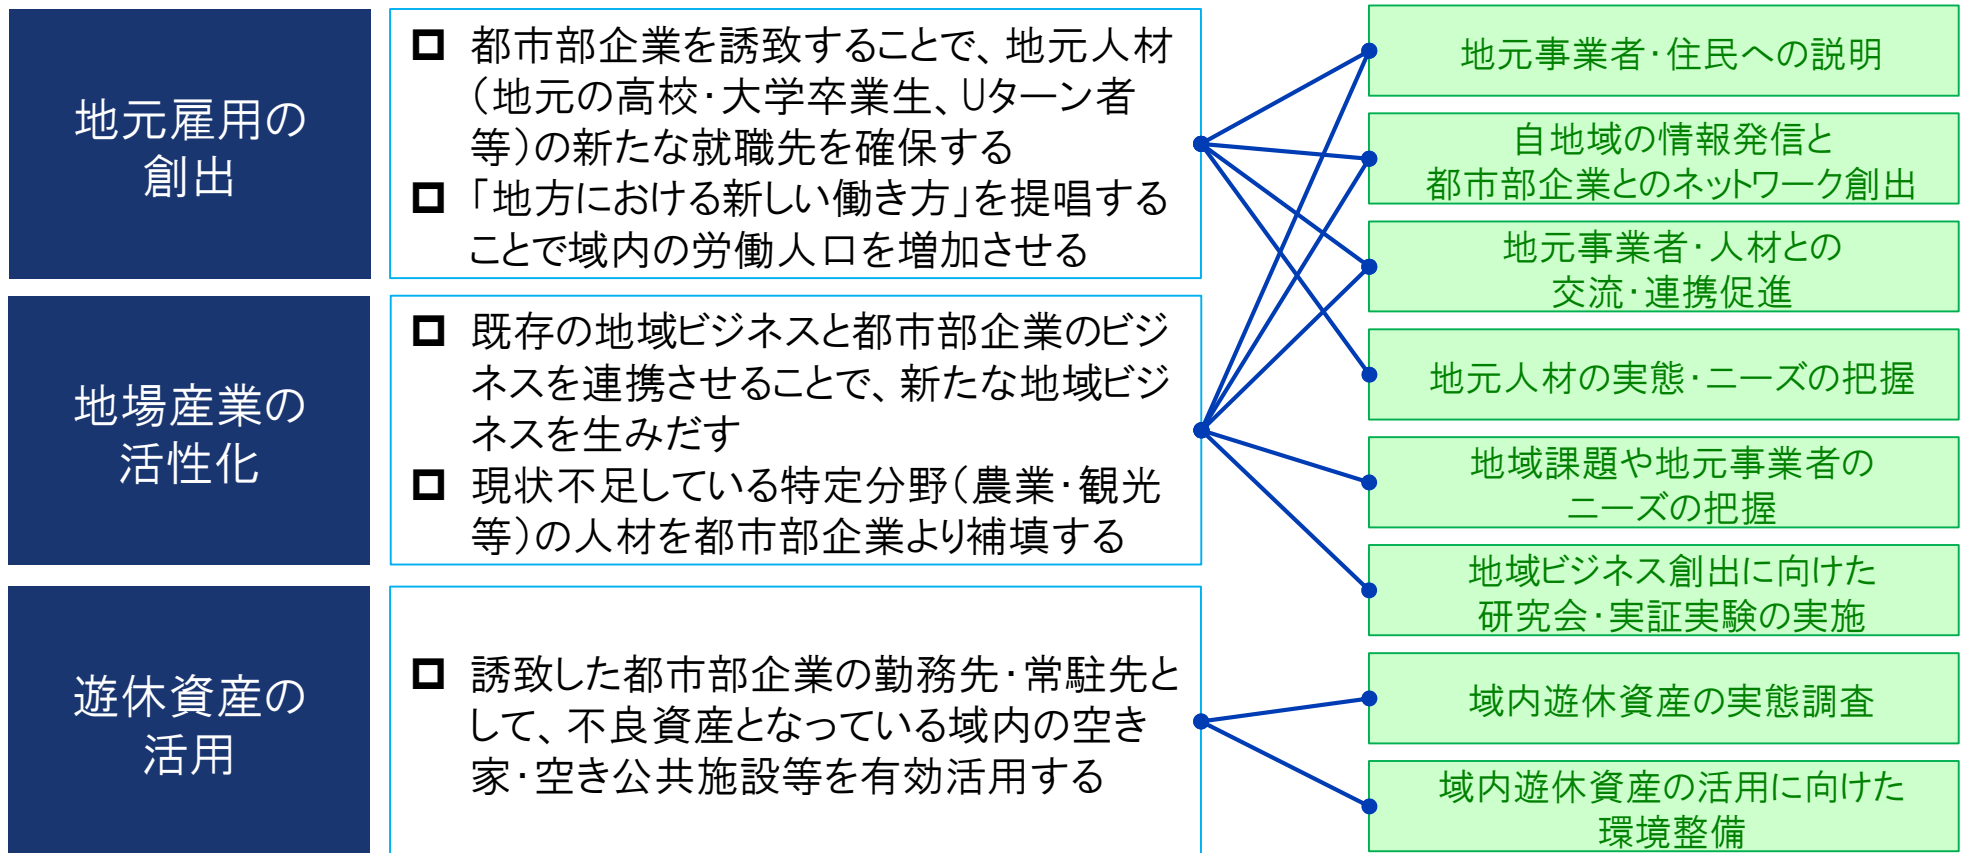 地元雇用の
創出
都市部企業を誘致することで、地元人材
(地元の高校・大学卒業生、Uターン者
等)の新たな就職先を確保する
「地方における新しい働き方」を提唱する
ことで域内の労働人口を増加させる
地場産業の
活性化
既存の地域ビジネスと都市部企業のビジ
ネスを連携させることで、新たな地域ビジ
ネスを生みだす
現状不足している特定分野(農業・観光
等)の人材を都市部企業より補填する
遊休資産の
活用
誘致した都市部企業の勤務先・常駐先と
して、不良資産となっている域内の空き
家・空き公共施設等を有効活用する
地元事業者・住民への説明
自地域の情報発信と
都市部企業とのネットワーク創出
地元事業者・人材との
交流・連携促進
地元人材の実態・ニーズの把握
地域課題や地元事業者の
ニーズの把握
地域ビジネス創出に向けた
研究会・実証実験の実施
域内遊休資産の実態調査
域内遊休資産の活用に向けた
環境整備